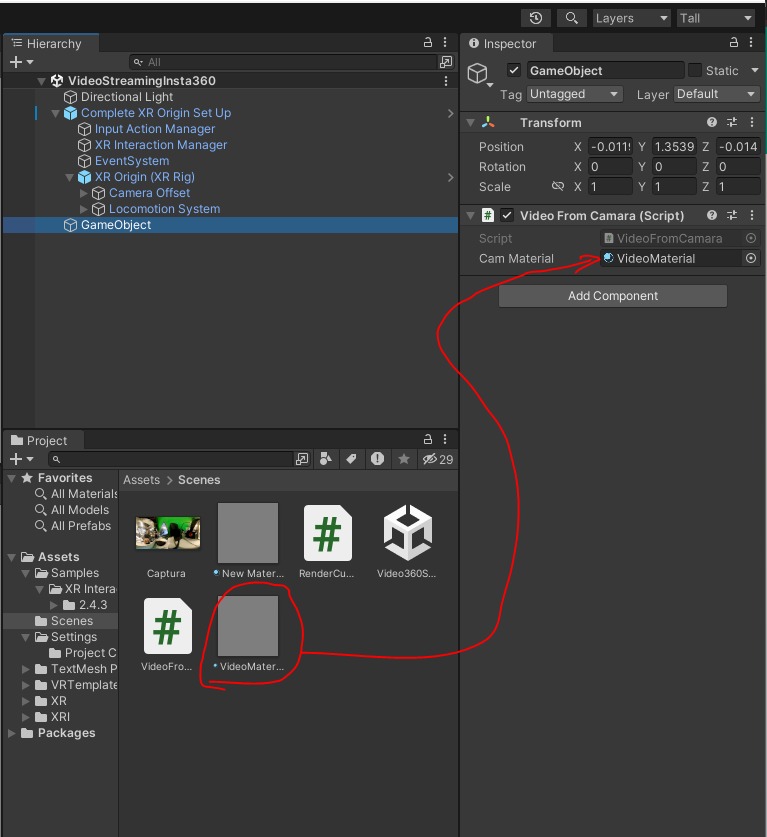 Layers
Tall
Hierarchy
All
VideoStreamingInsta360
Directional Light
Complete XR Origin Set Up
Input Action Manager
XR Interaction Manager
EventSystem
XR Origin (XR Rig)
Camera Offset
Locomotion System
GameObject
Inspector
GameObject
Static
Tag Untagged
Layer Default
Transform
Position X -0.011 Y 1.3539 Z -0.014
Rotation X 0 Y 0 Z 0
Scale X 1 Y 1 Z 1
# Video From Camara (Script)
Script # VideoFromCamara
Cam Material VideoMaterial
Add Component
Project
29
Favorites
All Materials
All Models
All Prefabs
Assets
Samples
XR Intera
2.4.3
Scenes
Settings
Project C
TextMesh P
VRTemplate
XR
XRI
Packages
Assets > Scenes
#
Captura
New Mater...
RenderCu...
Video360S...
#
VideoFro...
VideoMater...